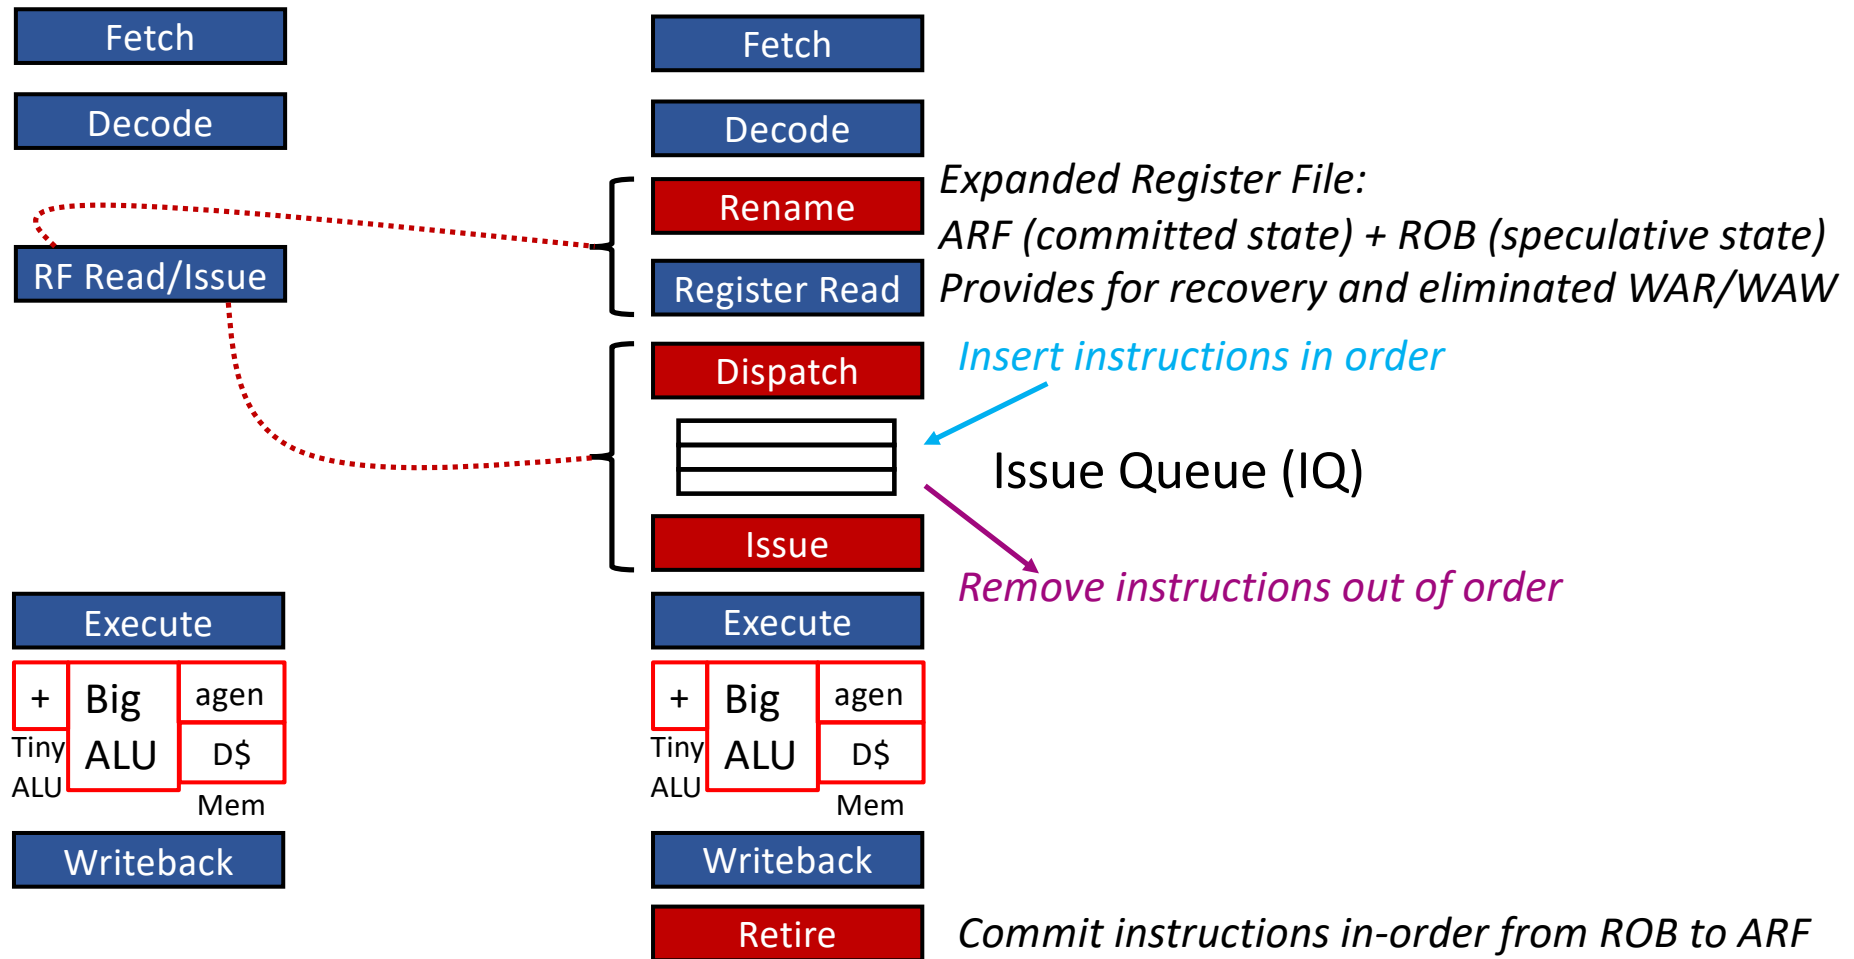 Fetch
Decode
RF Read/Issue
Execute
+
Big
ALU
agen
D$
Tiny
ALU
Mem
Writeback
Fetch
Decode
Rename
Register Read
Expanded Register File:
ARF (committed state) + ROB (speculative state)
Provides for recovery and eliminated WAR/WAW
Dispatch
Insert instructions in order
Issue Queue (IQ)
Issue
Remove instructions out of order
Execute
+
Big
ALU
agen
D$
Tiny
ALU
Mem
Writeback
Retire
Commit instructions in-order from ROB to ARF